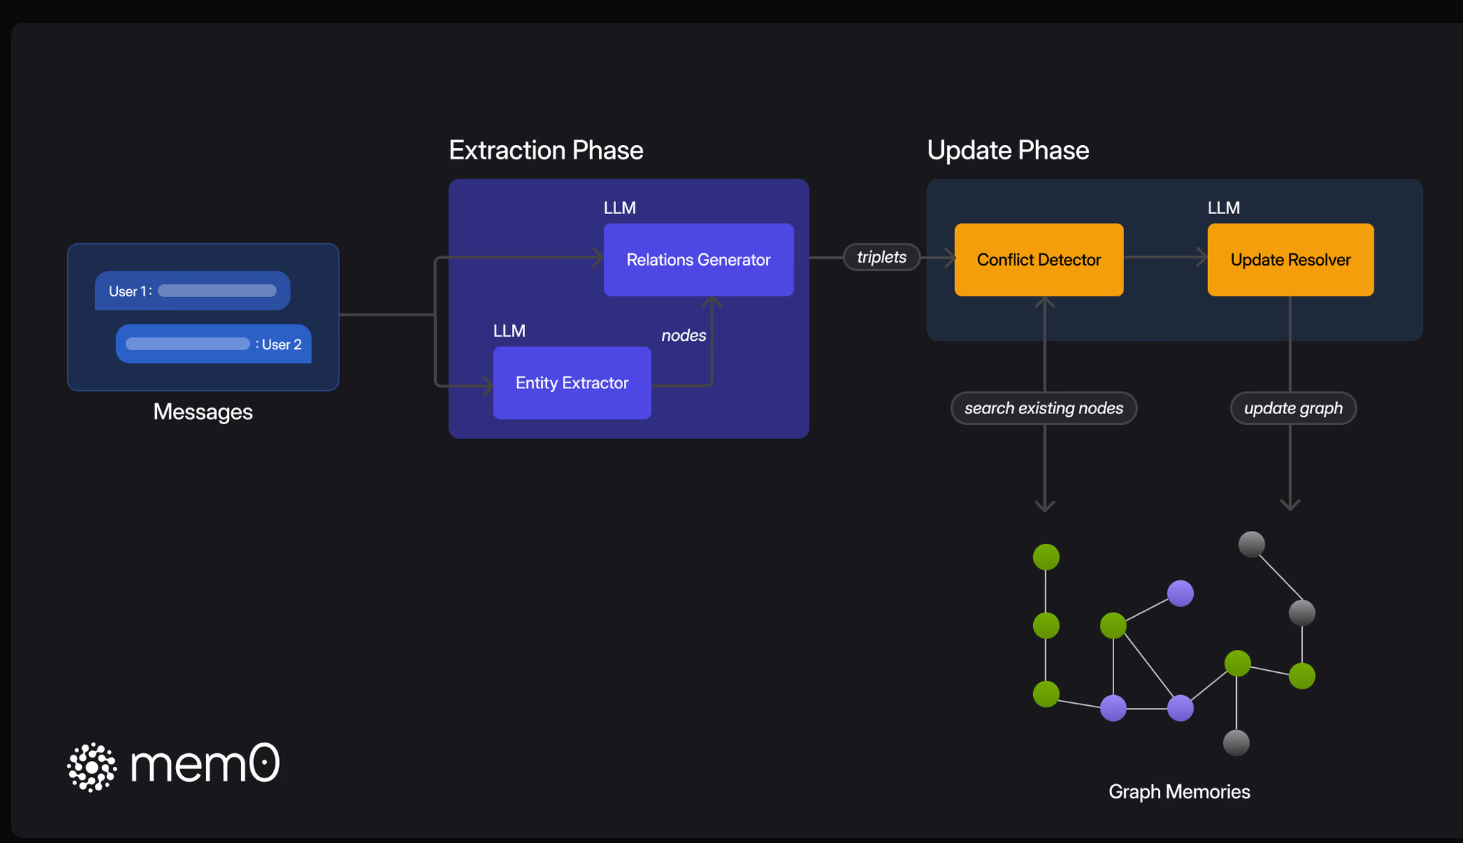 Extraction Phase
Update Phase
LLM
Relations Generator
LLM
Entity Extractor
nodes
triplets
Conflict Detector
LLM
Update Resolver
User 1 :
: User 2
Messages
search existing nodes
update graph
Graph Memories
mem0